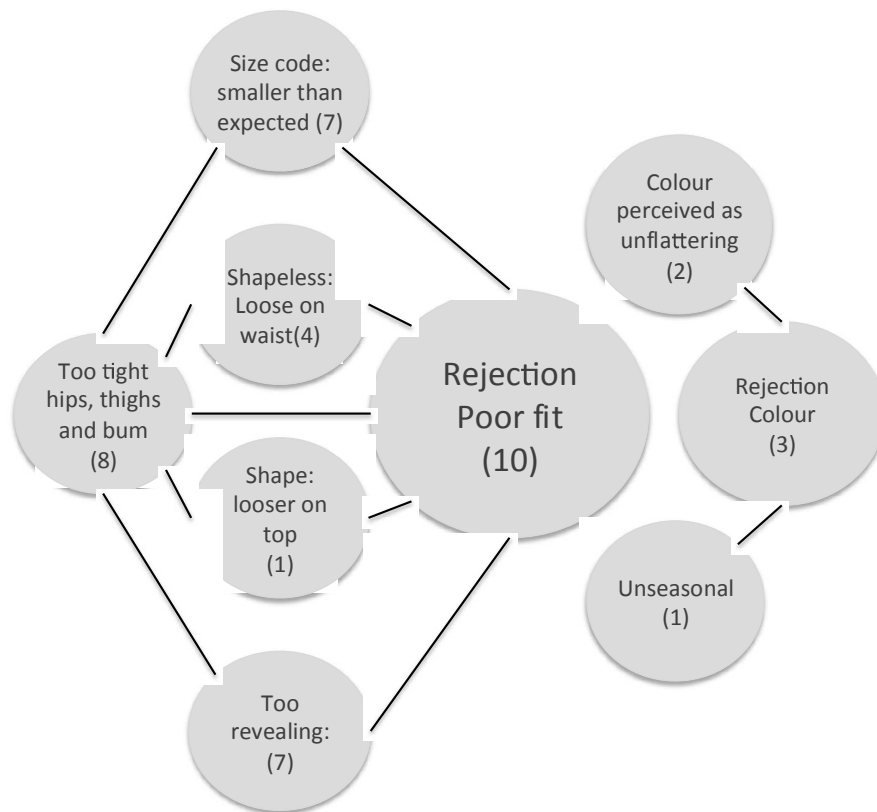 Size code:
smaller than
expected (7)
Colour
perceived as
unflattering
(2)
Shapeless:
Loose on
waist(4)
Too tight
hips, thighs
and bum
(8)
Rejection
Poor fit
(10)
Rejection
Colour
(3)
Shape:
looser on
top
(1)
Unseasonal
(1)
Too
revealing:
(7)